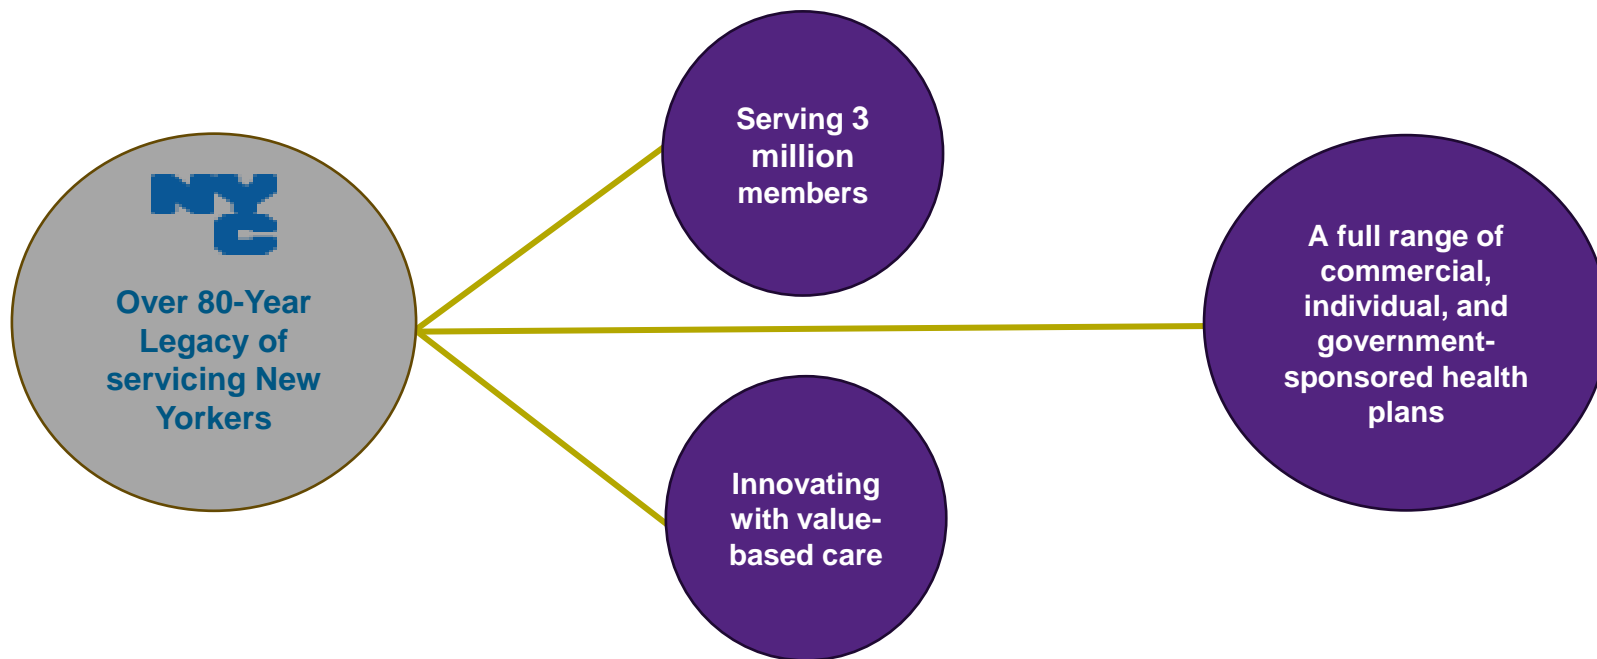 NYC
Over 80-Year
Legacy of
servicing New
Yorkers
Serving 3
million
members
Innovating
with value-
based care
A full range of
commercial,
individual, and
government-
sponsored health
plans